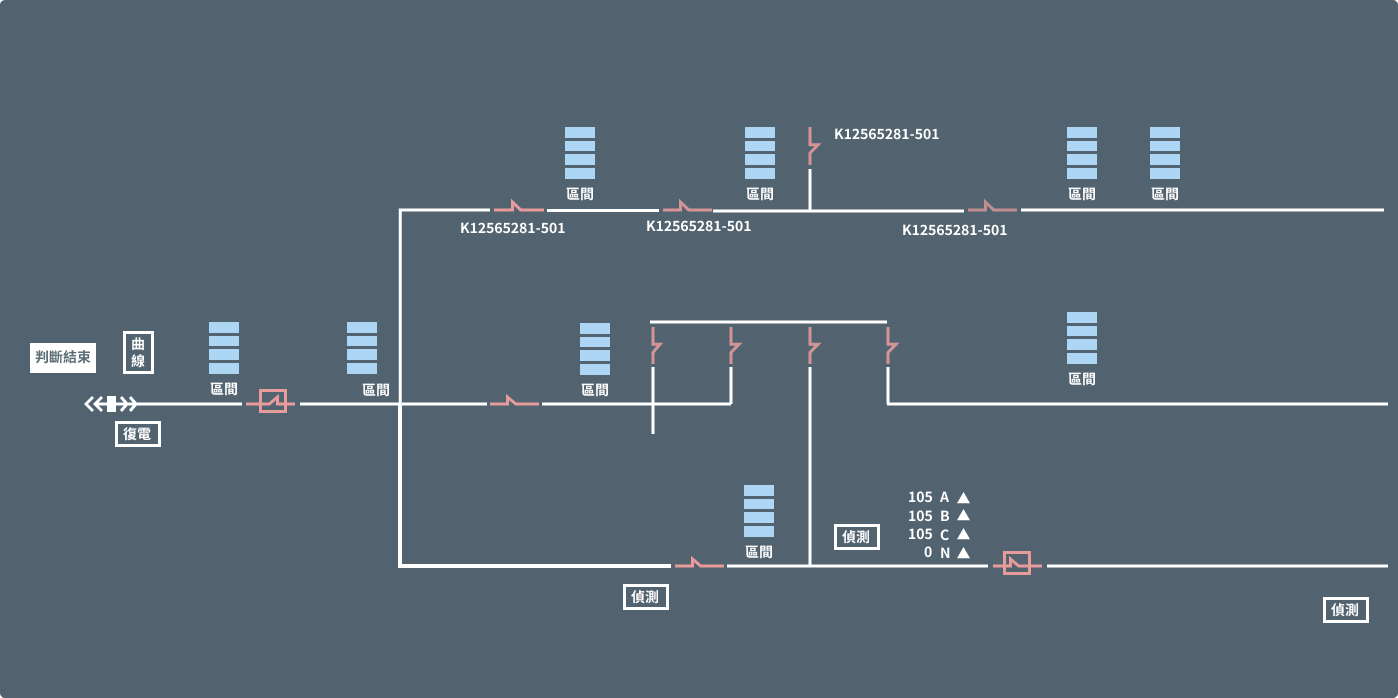 K12565281-501
區間
區間
區間
區間
K12565281-501
K12565281-501
K12565281-501
判斷結束
曲
線
區間
區間
區間
區間
復電
105 A ▲
105 B ▲
105 C ▲
0 N ▲
偵測
區間
偵測
偵測